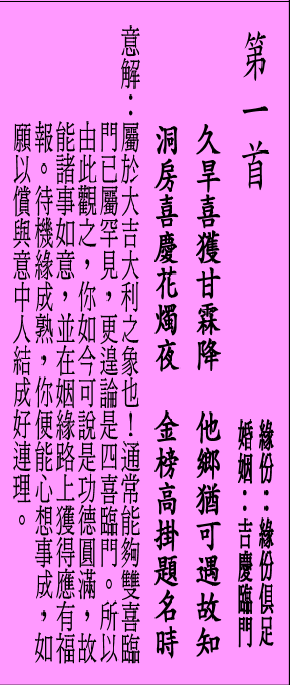 第一首
緣份：緣份俱足
婚姻：吉慶臨門
久旱喜獲甘霖降　他鄉猶可遇故知
洞房喜慶花燭夜　金榜高掛題名時
意解：屬於大吉大利之象也！通常能夠雙喜臨
門已屬罕見，更遑論是四喜臨門。所以
由此觀之，你如今可說是功德圓滿，故
能諸事如意，並在姻緣路上獲得應有福
報。待機緣成熟，你便能心想事成，如
願以償與意中人結成好連理。